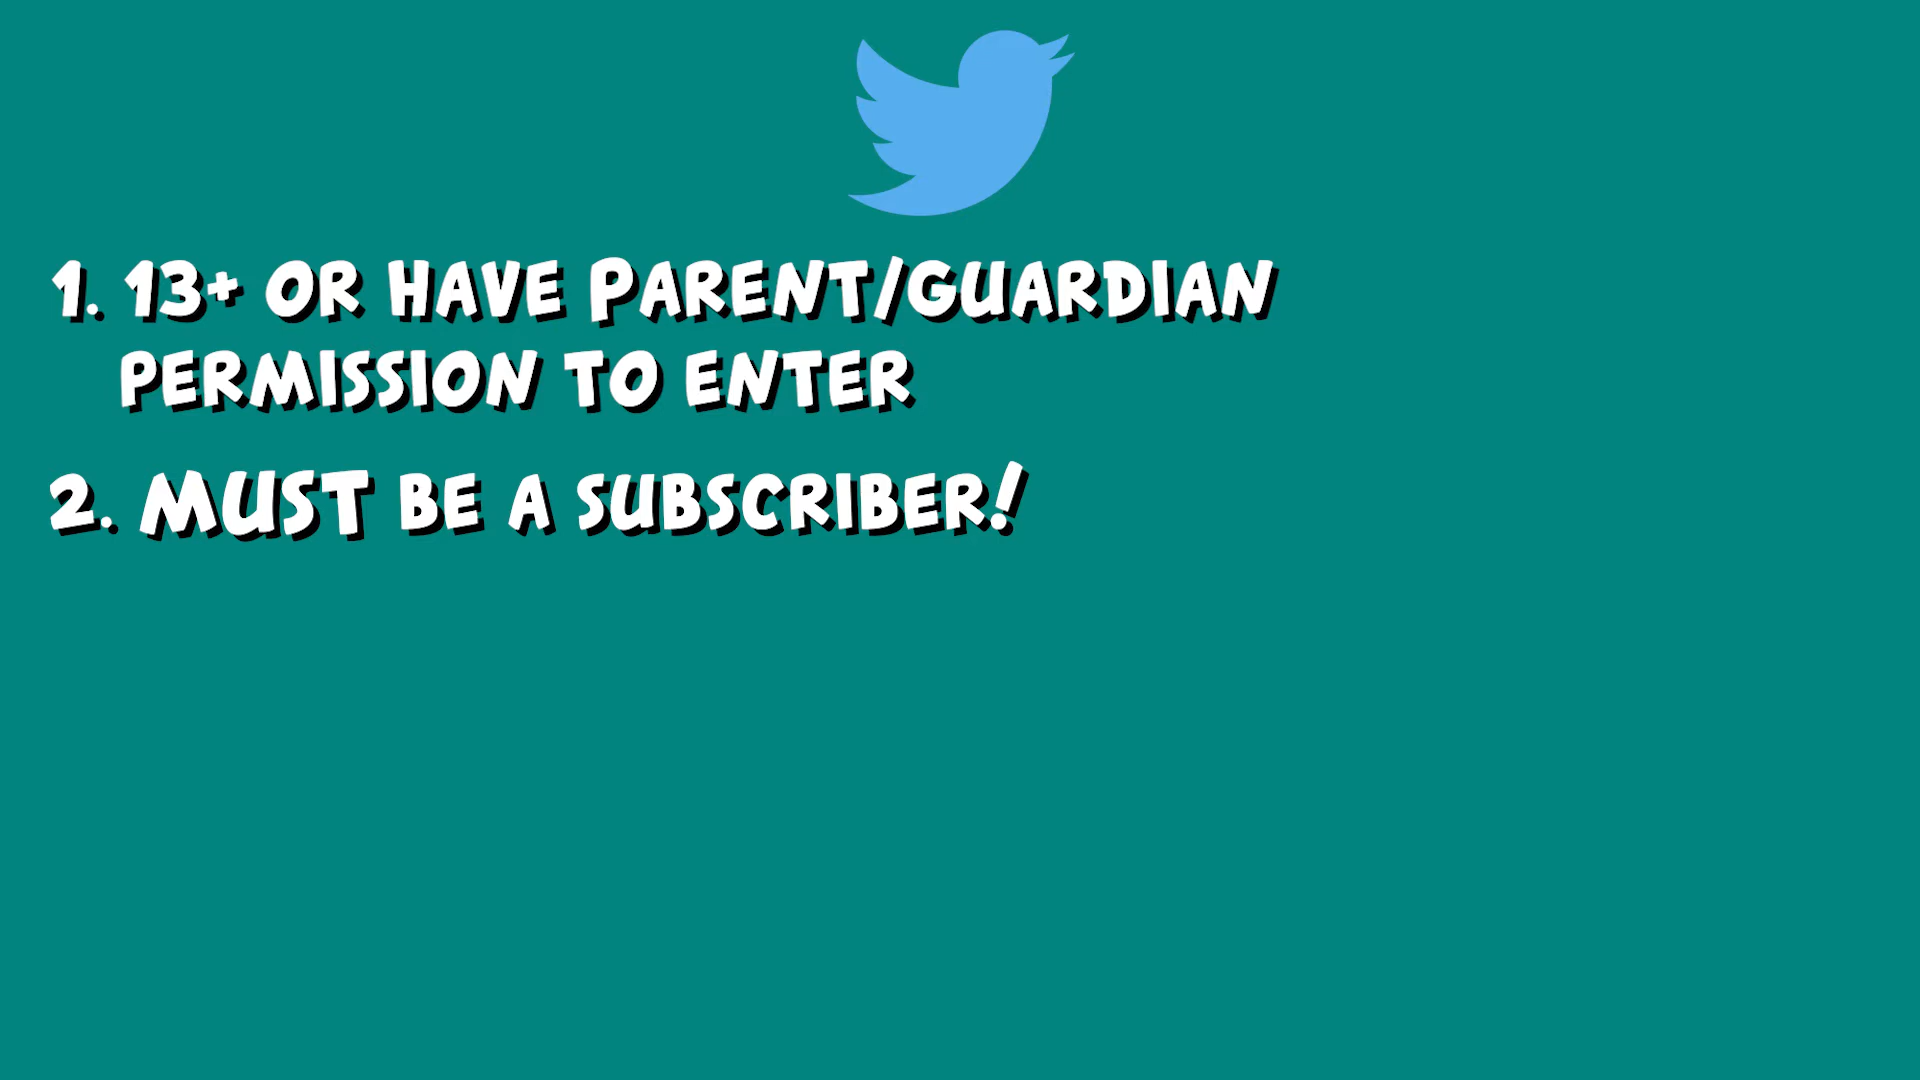 1. 13+ OR HAVE PARENT/GUARDIAN
PERMISSION TO ENTER
2. MUST BE A SUBSCRIBER!